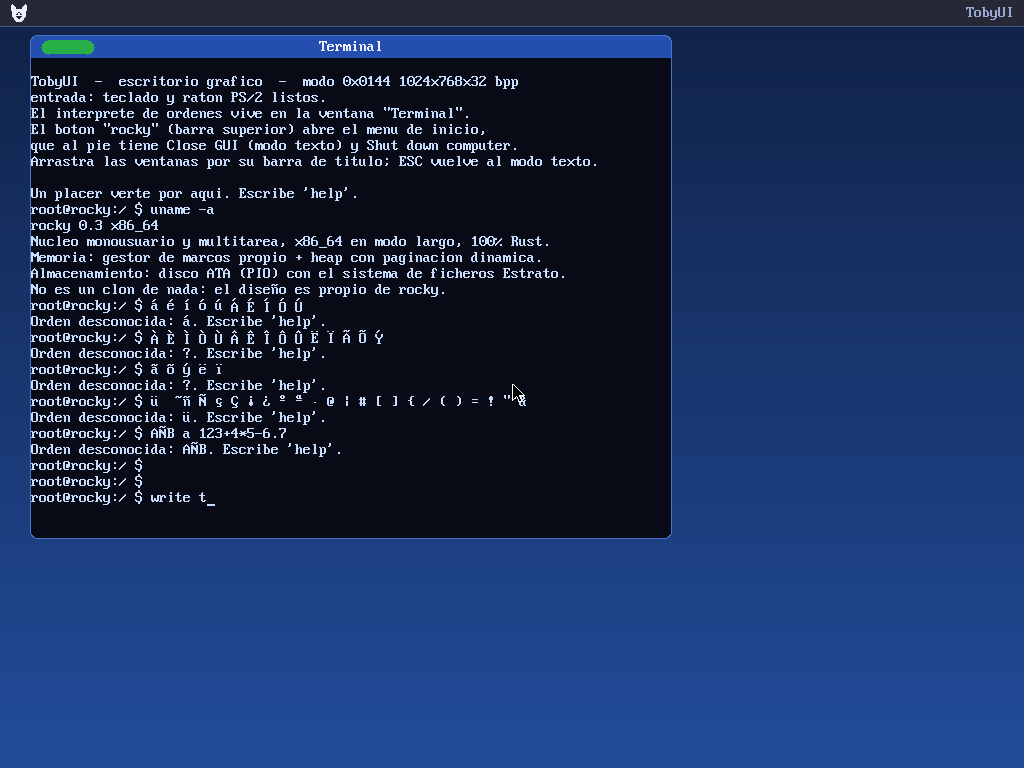 TobyUI
Terminal
TobyUI  -  escritorio grafico  -  modo 0x0144 1024x768x32 bpp
entrada: teclado y raton PS/2 listos.
El interprete de ordenes vive en la ventana "Terminal".
El boton "rocky" (barra superior) abre el menu de inicio,
que al pie tiene Close GUI (modo texto) y Shut down computer.
Arrastra las ventanas por su barra de titulo; ESC vuelve al modo texto.
Un placer verte por aqui. Escribe 'help'.
root@rocky:/ $ uname -a
rocky 0.3 x86_64
Nucleo monousuario y multitarea, x86_64 en modo largo, 100% Rust.
Memoria: gestor de marcos propio + heap con paginacion dinamica.
Almacenamiento: disco ATA (PIO) con el sistema de ficheros Estrato.
No es un clon de nada: el diseño es propio de rocky.
root@rocky:/ $ á é í ó ú Á É Í Ó Ú
Orden desconocida: á. Escribe 'help'.
root@rocky:/ $ À È Ì Ò Ù Â Ê Î Ô Û Ë Ï Ã Õ Ý
Orden desconocida: ?. Escribe 'help'.
root@rocky:/ $ ã õ ý ë ï
Orden desconocida: ?. Escribe 'help'.
root@rocky:/ $ ü  ~ñ Ñ ç Ç ¡ ¿ º ª · @ ¦ # [ ] { / ( ) = ! "
Orden desconocida: ü. Escribe 'help'.
root@rocky:/ $ AÑB a 123+4*5-6.7
Orden desconocida: AÑB. Escribe 'help'.
root@rocky:/ $
root@rocky:/ $
root@rocky:/ $ write t_